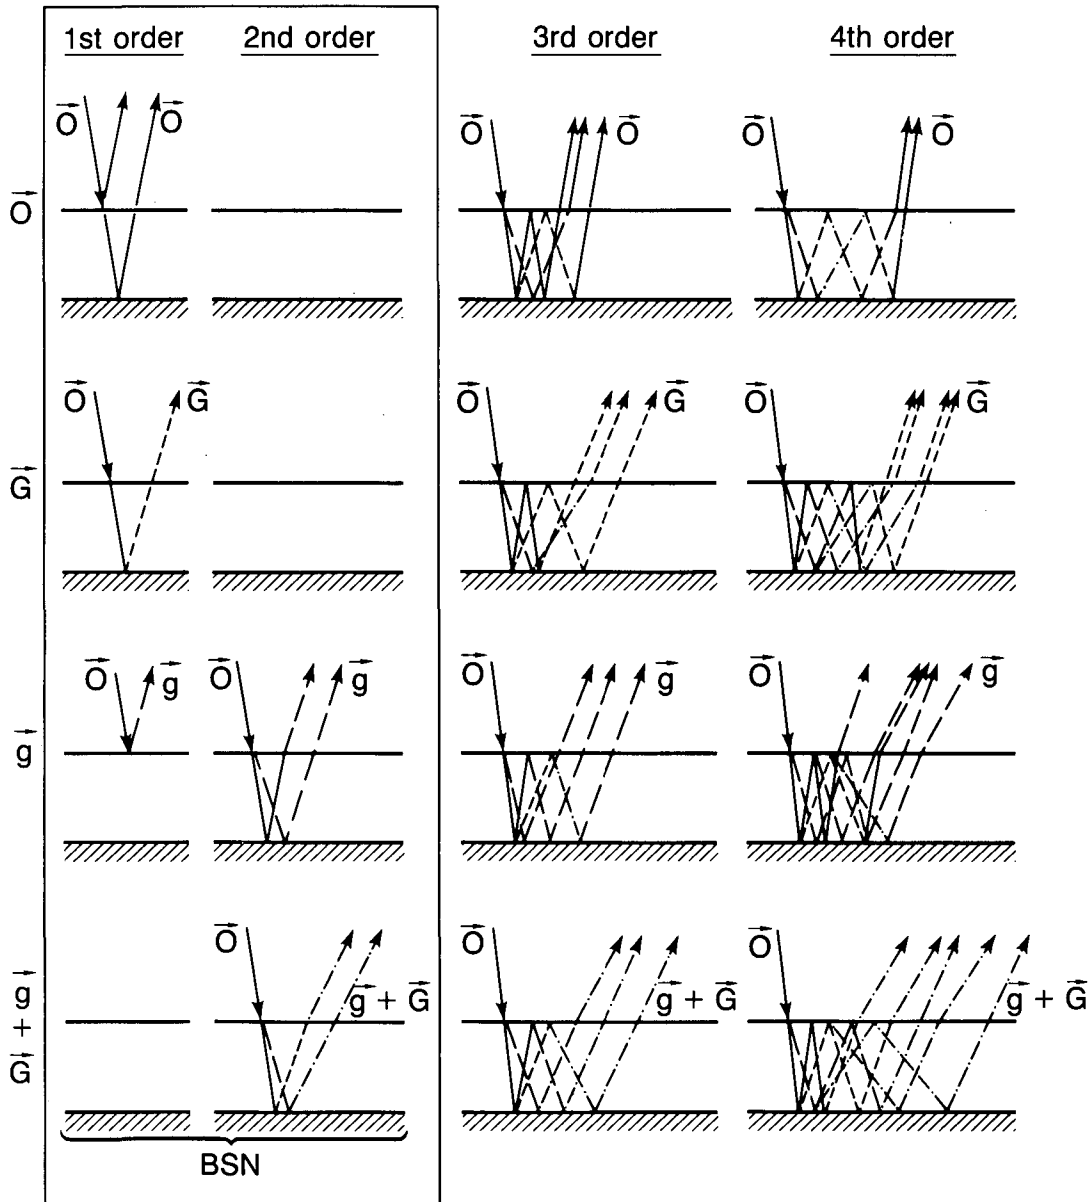 1st order 2nd order 3rd order 4th order
O⃗ O⃗ O⃗ O⃗ O⃗ O⃗
O⃗
O⃗ G⃗ O⃗ G⃗ O⃗ G⃗
G⃗
O⃗ g⃗ O⃗ g⃗ O⃗ g⃗ O⃗ g⃗
g⃗
O⃗ O⃗ O⃗
g⃗ + G⃗ g⃗ + G⃗ g⃗ + G⃗
g⃗
+
G⃗
BSN